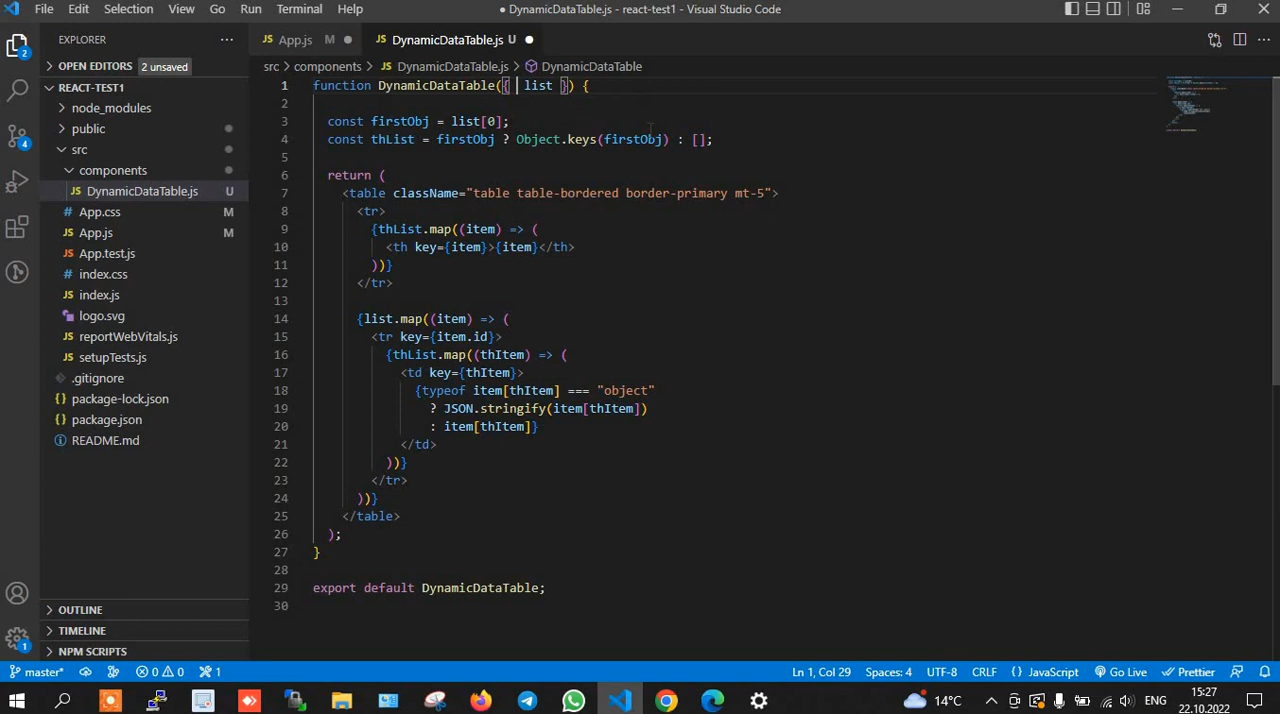 File Edit Selection View Go Run Terminal Help
● DynamicDataTable.js - react-test1 - Visual Studio Code
EXPLORER
OPEN EDITORS 2 unsaved
REACT-TEST1
node_modules
public
src
components
DynamicDataTable.js U
App.css M
App.js M
App.test.js
index.css
index.js
logo.svg
reportWebVitals.js
setupTests.js
.gitignore
package-lock.json
package.json
README.md
OUTLINE
TIMELINE
NPM SCRIPTS
2
4
1
JS App.js M ●
JS DynamicDataTable.js U ●
src > components > JS DynamicDataTable.js > DynamicDataTable
1 function DynamicDataTable({ list }) {
2
3 const firstObj = list[0];
4 const thList = firstObj ? Object.keys(firstObj) : [];
5
6 return (
7 <table className="table table-bordered border-primary mt-5">
8 <tr>
9 {thList.map((item) => (
10 <th key={item}>{item}</th>
11 ))}
12 </tr>
13
14 {list.map((item) => (
15 <tr key={item.id}>
16 {thList.map((thItem) => (
17 <td key={thItem}>
18 {typeof item[thItem] === "object"
19 ? JSON.stringify(item[thItem])
20 : item[thItem]}
21 </td>
22 ))}
23 </tr>
24 ))}
25 </table>
26 );
27 }
28
29 export default DynamicDataTable;
30
master* 0 0 1 Ln 1, Col 29 Spaces: 4 UTF-8 CRLF {} JavaScript Go Live Prettier
14°C ENG 15:27
22.10.2022